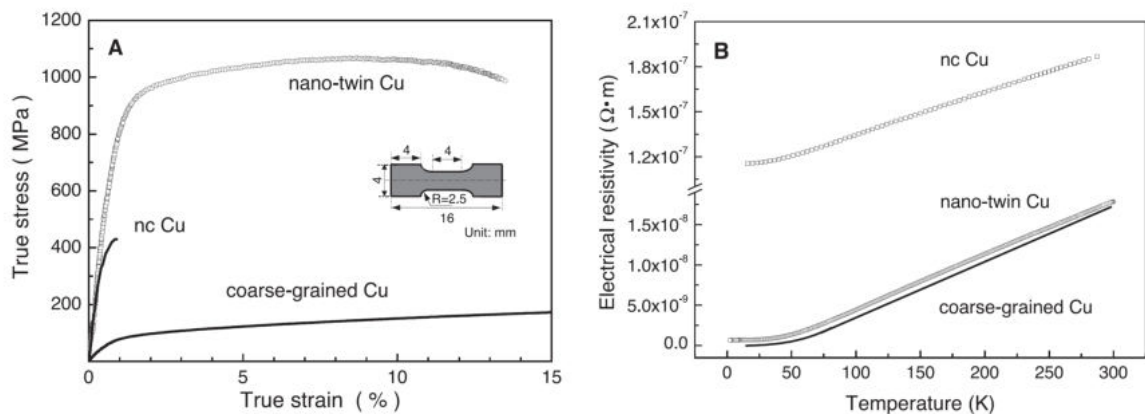 A
1200
1000
800
600
400
200
0
5
10
15
True stress ( MPa)
True strain ( % )
nano-twin Cu
nc Cu
coarse-grained Cu
4
4
4
R=2.5
16
Unit: mm
B
2.1x10⁻⁷
1.8x10⁻⁷
1.5x10⁻⁷
1.2x10⁻⁷
1.5x10⁻⁸
1.0x10⁻⁸
5.0x10⁻⁹
0.0
0
50
100
150
200
250
300
Electrical resistivity (Ω•m)
Temperature (K)
nc Cu
nano-twin Cu
coarse-grained Cu